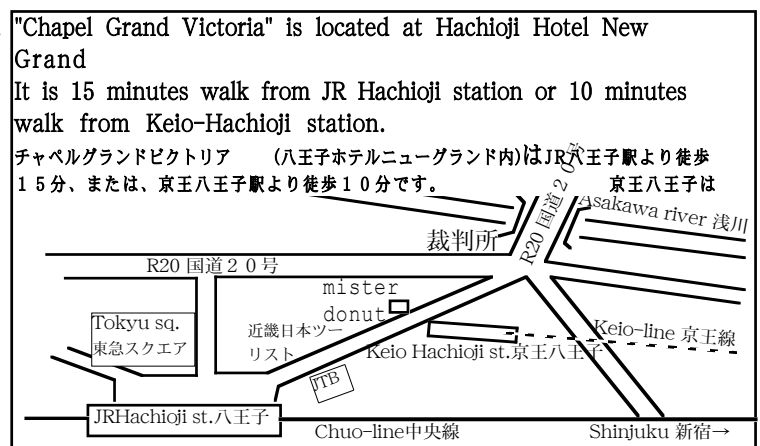 "Chapel Grand Victoria" is located at Hachioji Hotel New
Grand
It is 15 minutes walk from JR Hachioji station or 10 minutes
walk from Keio-Hachioji station.
チャペルグランドビクトリア　　(八王子ホテルニューグランド内)はJR八王子駅より徒歩
１５分、または、京王八王子駅より徒歩１０分です。　　京王八王子は
Asakawa river 浅川
裁判所
R20 国道２０号
R20 国道２０号
mister
donut
Tokyu sq.
東急スクエア
近畿日本ツー
リスト
Keio-line 京王線
Keio Hachioji st.京王八王子
JTB
JRHachioji st.八王子
Chuo-line中央線
Shinjuku 新宿→